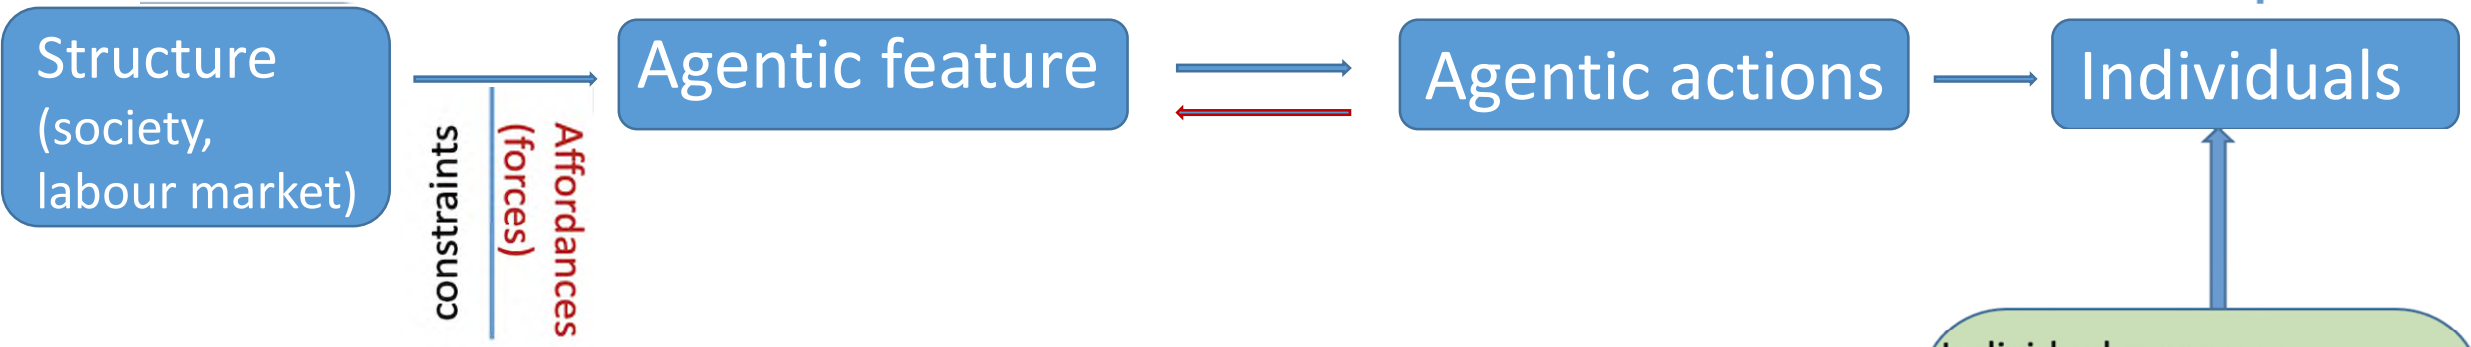 Structure
(society,
labour market)
constraints
Affordances
(forces)
Agentic feature
Agentic actions
Individuals